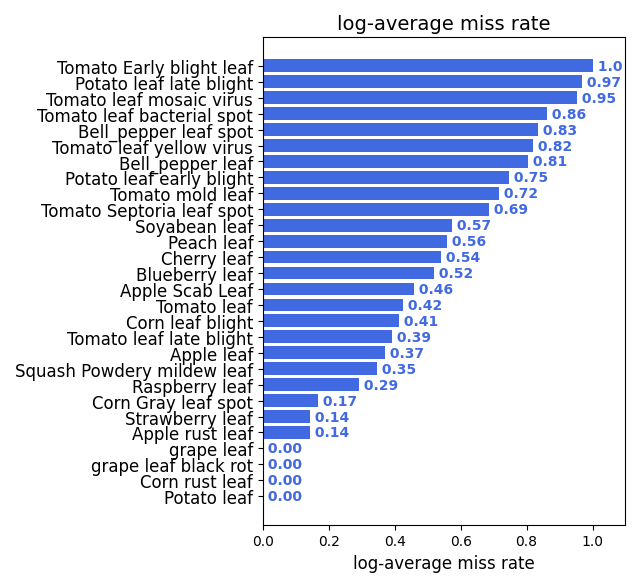 log-average miss rate
Tomato Early blight leaf 1.0
Potato leaf late blight 0.97
Tomato leaf mosaic virus 0.95
Tomato leaf bacterial spot 0.86
Bell_pepper leaf spot 0.83
Tomato leaf yellow virus 0.82
Bell_pepper leaf 0.81
Potato leaf early blight 0.75
Tomato mold leaf 0.72
Tomato Septoria leaf spot 0.69
Soyabean leaf 0.57
Peach leaf 0.56
Cherry leaf 0.54
Blueberry leaf 0.52
Apple Scab Leaf 0.46
Tomato leaf 0.42
Corn leaf blight 0.41
Tomato leaf late blight 0.39
Apple leaf 0.37
Squash Powdery mildew leaf 0.35
Raspberry leaf 0.29
Corn Gray leaf spot 0.17
Strawberry leaf 0.14
Apple rust leaf 0.14
grape leaf 0.00
grape leaf black rot 0.00
Corn rust leaf 0.00
Potato leaf 0.00
0.0 0.2 0.4 0.6 0.8 1.0
log-average miss rate